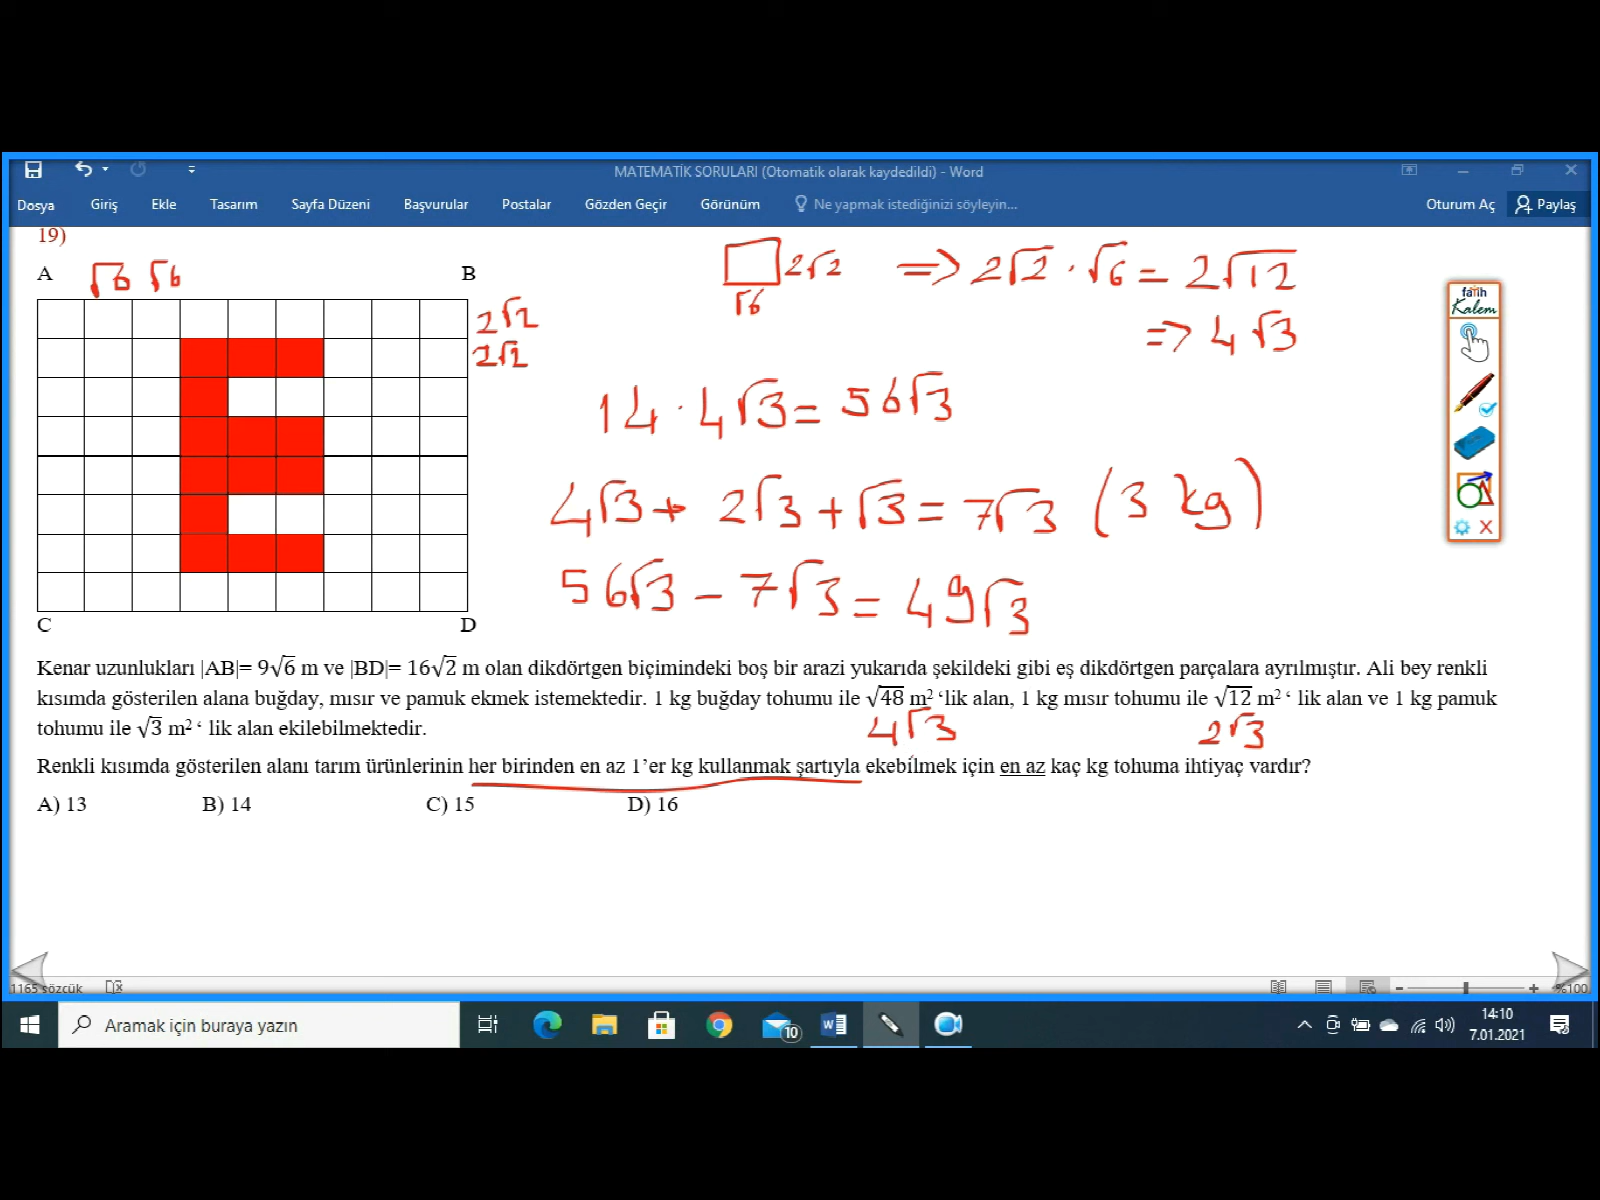 MATEMATİK SORULARI (Otomatik olarak kaydedildi) - Word
Dosya Giriş Ekle Tasarım Sayfa Düzeni Başvurular Postalar Gözden Geçir Görünüm Ne yapmak istediğinizi söyleyin... Oturum Aç Paylaş
19)
A √6 √6 B
2√2
2√2
□ 2√2 ⇒ 2√2 · √6 = 2√12
√6
⇒ 4√3
14 · 4√3 = 56√3
4√3 + 2√3 + √3 = 7√3 (3 kg)
56√3 - 7√3 = 49√3
C D
fatih
Kalem
Kenar uzunlukları |AB|= 9√6 m ve |BD|= 16√2 m olan dikdörtgen biçimindeki boş bir arazi yukarıda şekildeki gibi eş dikdörtgen parçalara ayrılmıştır. Ali bey renkli
kısımda gösterilen alana buğday, mısır ve pamuk ekmek istemektedir. 1 kg buğday tohumu ile √48 m² ‘lik alan, 1 kg mısır tohumu ile √12 m² ‘ lik alan ve 1 kg pamuk
tohumu ile √3 m² ‘ lik alan ekilebilmektedir.
4√3 2√3
Renkli kısımda gösterilen alanı tarım ürünlerinin her birinden en az 1’er kg kullanmak şartıyla ekebilmek için en az kaç kg tohuma ihtiyaç vardır?
A) 13 B) 14 C) 15 D) 16
1165 sözcük %100
Aramak için buraya yazın 10 14:10
7.01.2021